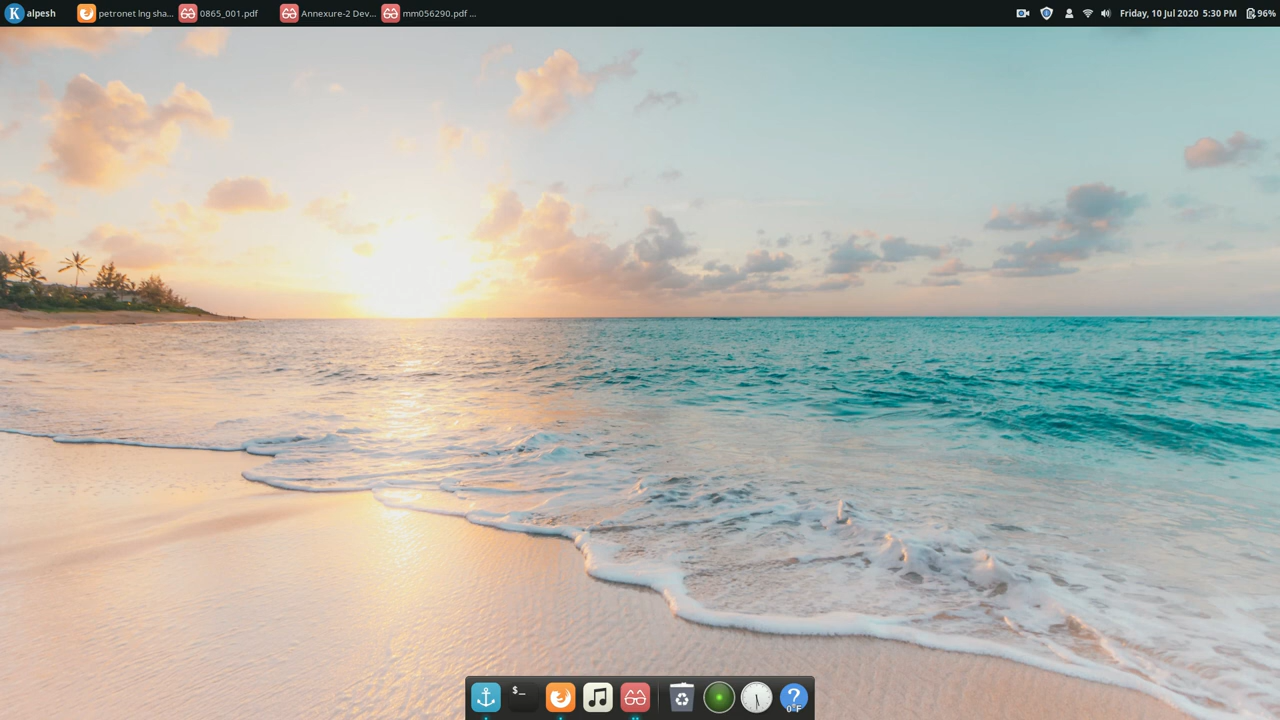 alpesh
petronet lng sha...
0865_001.pdf
Annexure-2 Dev...
mm056290.pdf ...
Friday, 10 Jul 2020 5:30 PM
96%
$_
?
0°F